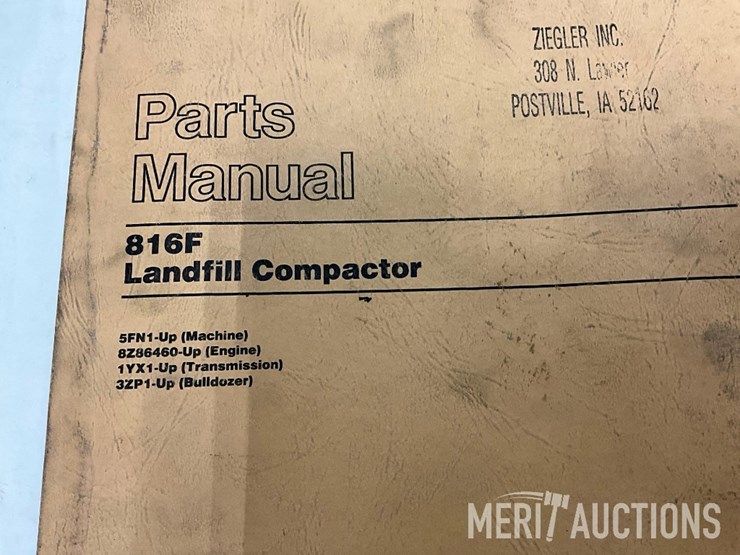 ZIEGLER INC.
308 N. Lawler
POSTVILLE, IA 52162
Parts
Manual
816F
Landfill Compactor
5FN1-Up (Machine)
8Z86460-Up (Engine)
1YX1-Up (Transmission)
3ZP1-Up (Bulldozer)
MERIT AUCTIONS